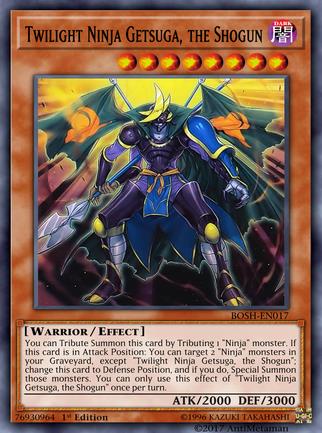 Twilight Ninja Getsuga, the Shogun
DARK
闇
BOSH-EN017
[Warrior / Effect]
You can Tribute Summon this card by Tributing 1 "Ninja" monster. If
this card is in Attack Position: You can target 2 "Ninja" monsters in
your Graveyard, except "Twilight Ninja Getsuga, the Shogun";
change this card to Defense Position, and if you do, Special Summon
those monsters. You can only use this effect of "Twilight Ninja
Getsuga, the Shogun" once per turn.
ATK/2000 DEF/3000
76930964 1st Edition ©1996 KAZUKI TAKAHASHI
©2017 AntiMetaman